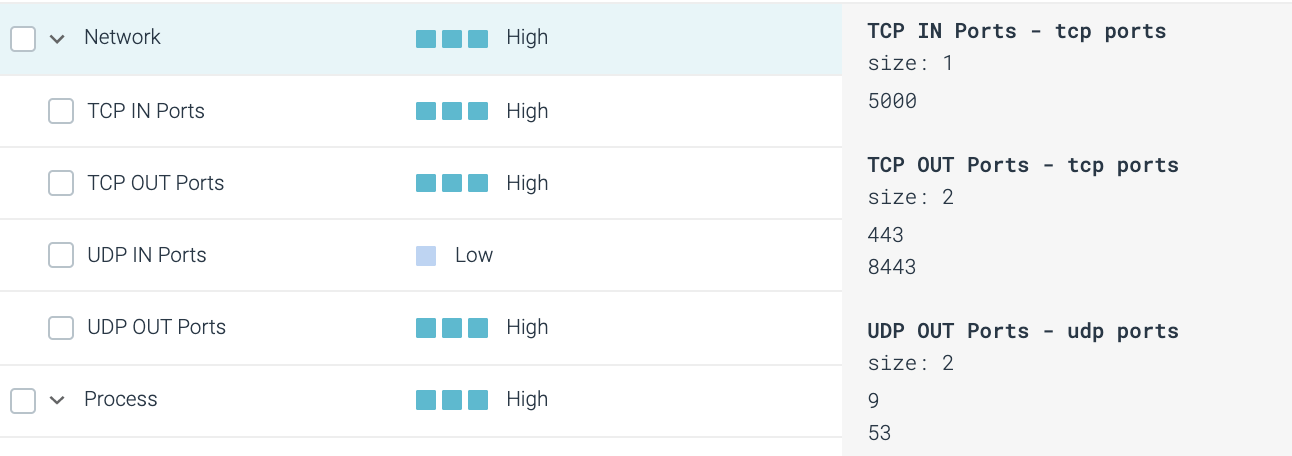 Network High
TCP IN Ports High
TCP OUT Ports High
UDP IN Ports Low
UDP OUT Ports High
Process High
TCP IN Ports - tcp ports
size: 1
5000
TCP OUT Ports - tcp ports
size: 2
443
8443
UDP OUT Ports - udp ports
size: 2
9
53